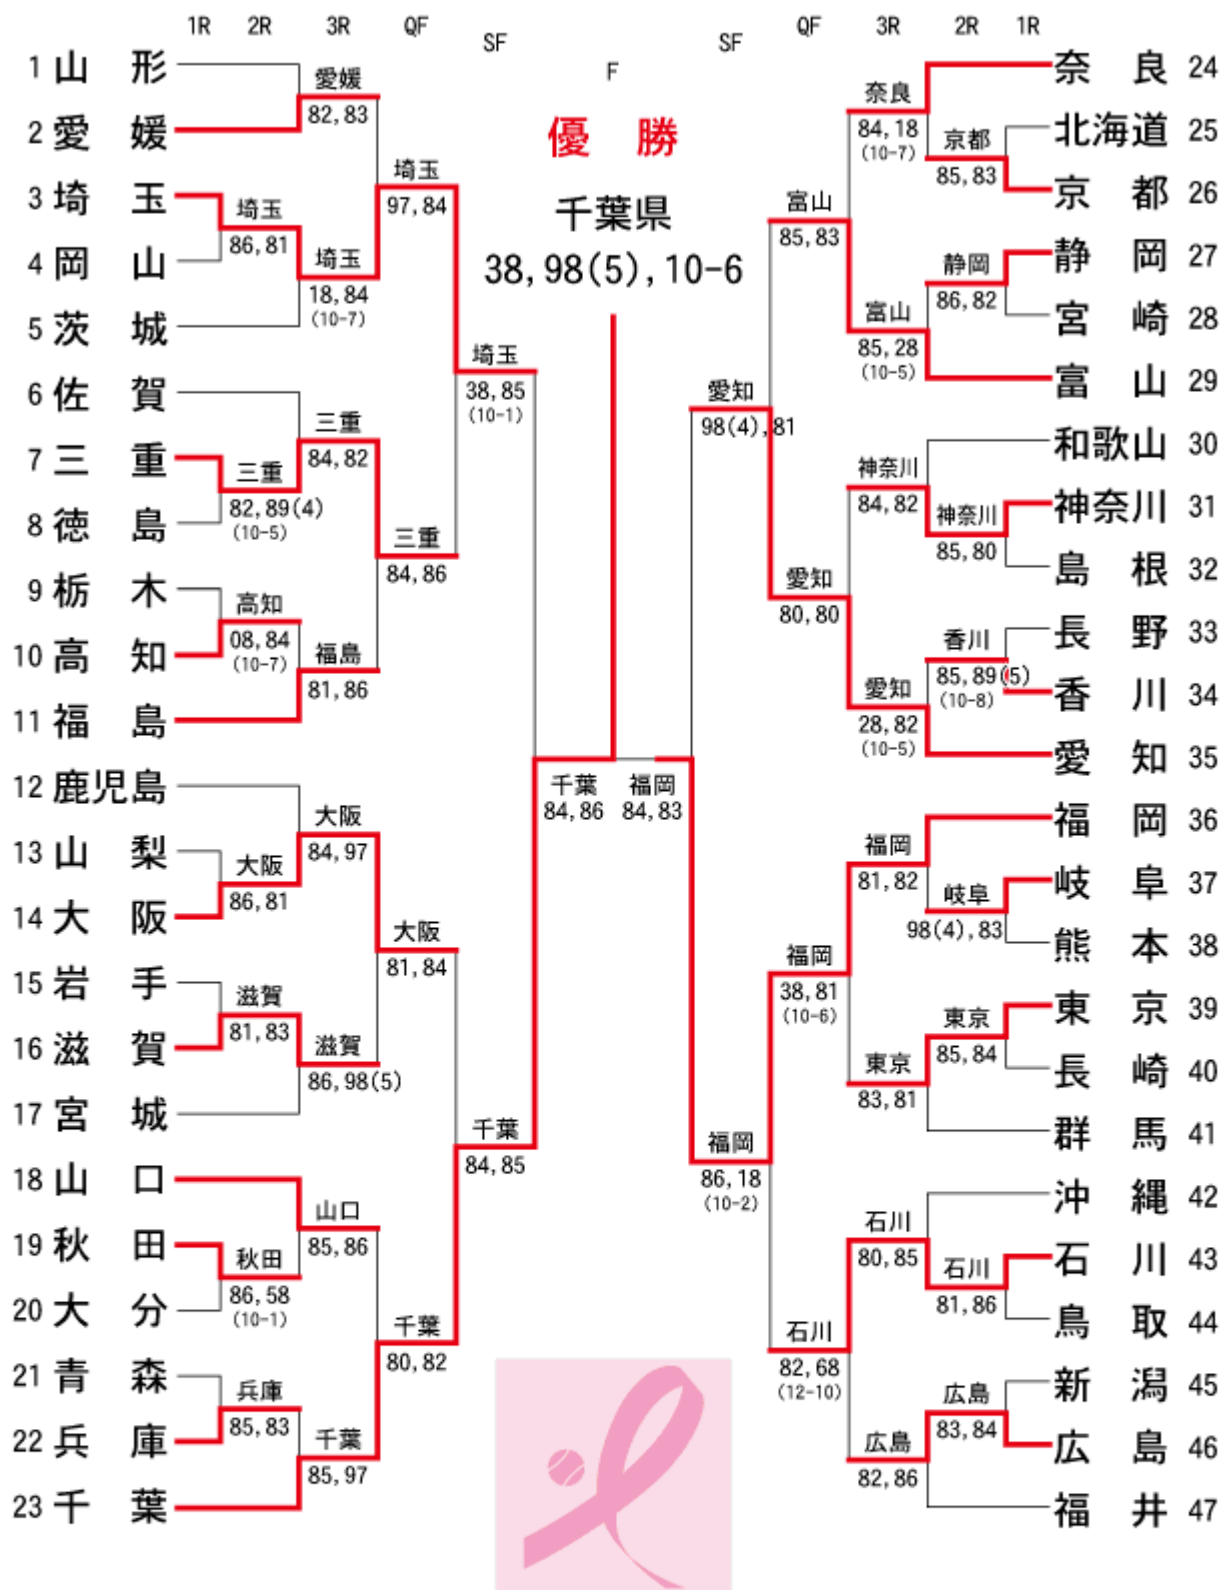 1R 2R 3R QF SF F SF QF 3R 2R 1R
優 勝
千葉県
38,98(5),10-6
1 山 形
2 愛 媛
3 埼 玉
4 岡 山
5 茨 城
6 佐 賀
7 三 重
8 徳 島
9 栃 木
10 高 知
11 福 島
12 鹿児島
13 山 梨
14 大 阪
15 岩 手
16 滋 賀
17 宮 城
18 山 口
19 秋 田
20 大 分
21 青 森
22 兵 庫
23 千 葉
埼玉
86,81
三重
82,89(4)
(10-5)
高知
08,84
(10-7)
大阪
86,81
滋賀
81,83
秋田
86,58
(10-1)
兵庫
85,83
愛媛
82,83
埼玉
18,84
(10-7)
三重
84,82
福島
81,86
大阪
84,97
滋賀
86,98(5)
山口
85,86
千葉
85,97
埼玉
97,84
三重
84,86
大阪
81,84
千葉
80,82
埼玉
38,85
(10-1)
千葉
84,85
千葉
84,86
福岡
84,83
愛知
98(4),81
福岡
86,18
(10-2)
富山
85,83
愛知
80,80
福岡
38,81
(10-6)
石川
82,68
(12-10)
奈良
84,18
(10-7)
富山
85,28
(10-5)
神奈川
84,82
愛知
28,82
(10-5)
福岡
81,82
東京
83,81
石川
80,85
広島
82,86
京都
85,83
静岡
86,82
神奈川
85,80
香川
85,89(5)
(10-8)
岐阜
98(4),83
東京
85,84
石川
81,86
広島
83,84
奈 良 24
北海道 25
京 都 26
静 岡 27
宮 崎 28
富 山 29
和歌山 30
神奈川 31
島 根 32
長 野 33
香 川 34
愛 知 35
福 岡 36
岐 阜 37
熊 本 38
東 京 39
長 崎 40
群 馬 41
沖 縄 42
石 川 43
鳥 取 44
新 潟 45
広 島 46
福 井 47